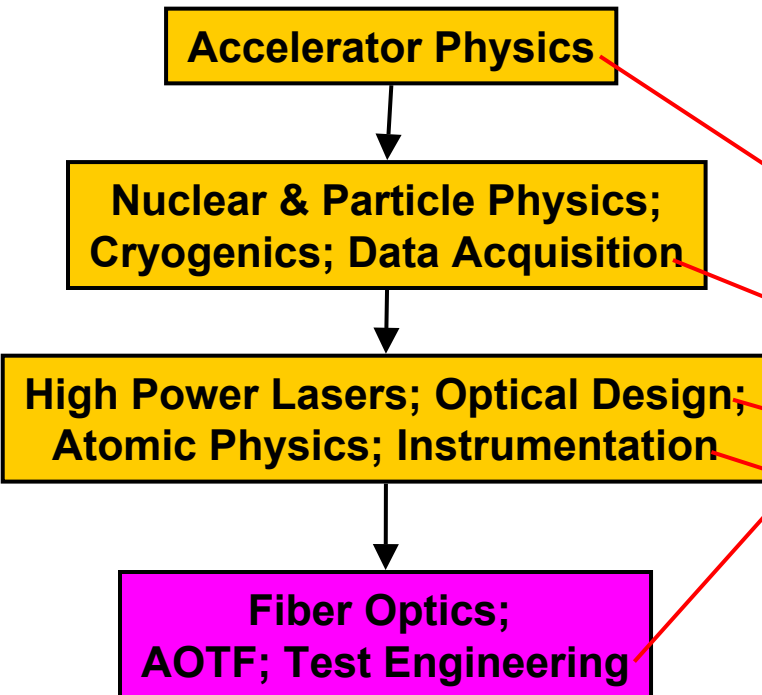 Accelerator Physics
Nuclear & Particle Physics;
Cryogenics; Data Acquisition
High Power Lasers; Optical Design;
Atomic Physics; Instrumentation
Fiber Optics;
AOTF; Test Engineering